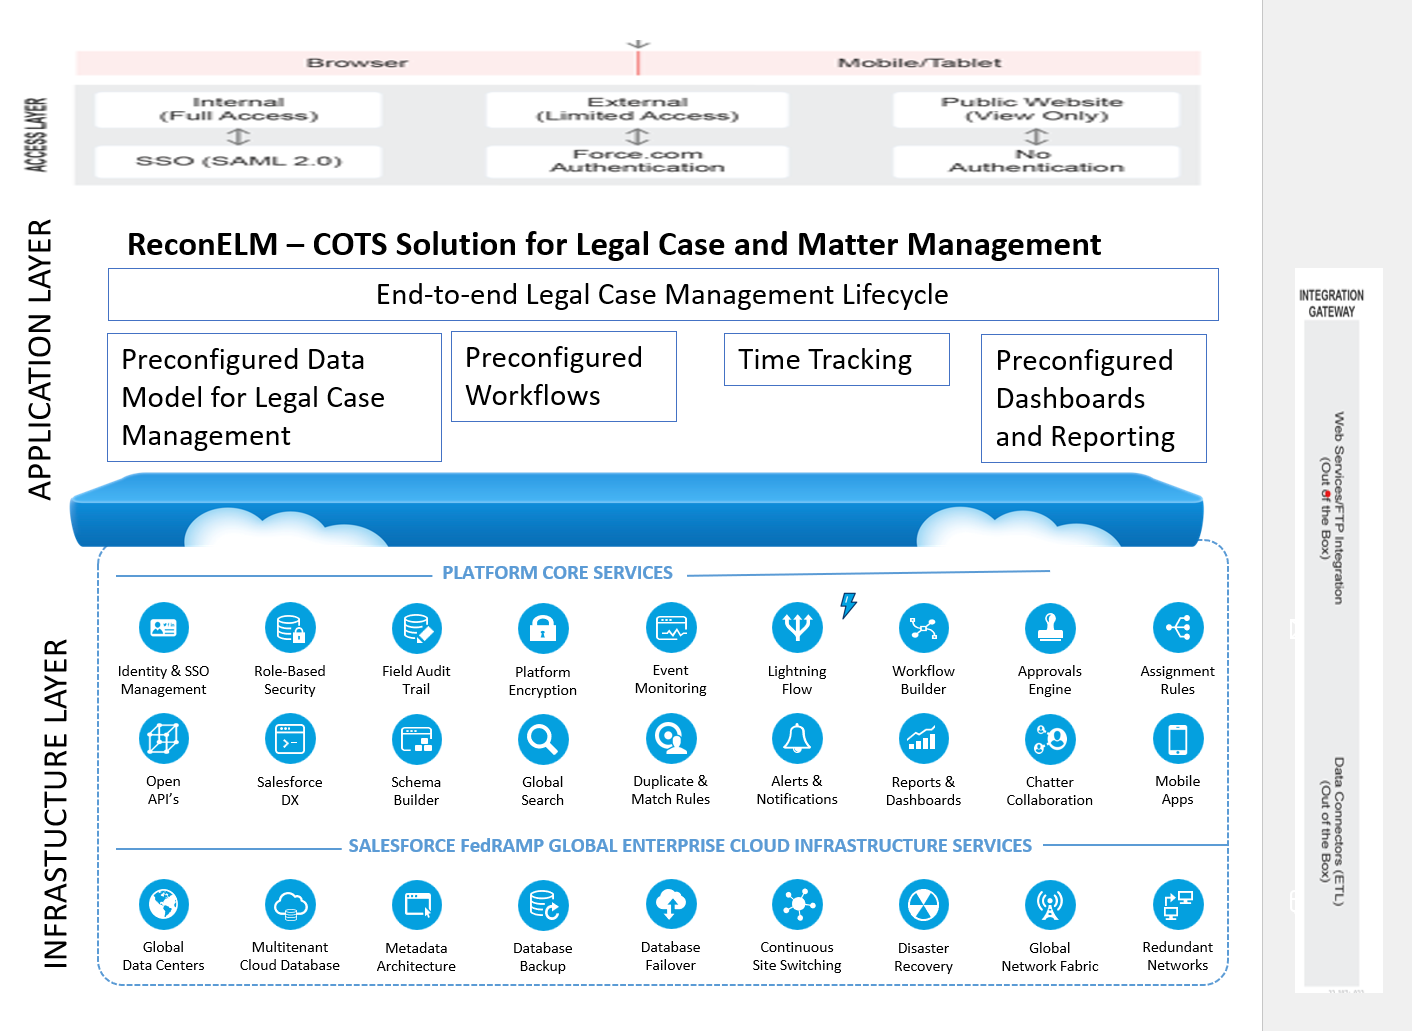 Browser
Mobile/Tablet
ACCESS LAYER
Internal
(Full Access)
External
(Limited Access)
Public Website
(View Only)
SSO (SAML 2.0)
Force.com
Authentication
No
Authentication
APPLICATION LAYER
ReconELM – COTS Solution for Legal Case and Matter Management
End-to-end Legal Case Management Lifecycle
Preconfigured Data
Model for Legal Case
Management
Preconfigured
Workflows
Time Tracking
Preconfigured
Dashboards
and Reporting
INFRASTUCTURE LAYER
PLATFORM CORE SERVICES
Identity & SSO
Management
Role-Based
Security
Field Audit
Trail
Platform
Encryption
Event
Monitoring
Lightning
Flow
Workflow
Builder
Approvals
Engine
Assignment
Rules
Open
API's
Salesforce
DX
Schema
Builder
Global
Search
Duplicate &
Match Rules
Alerts &
Notifications
Reports &
Dashboards
Chatter
Collaboration
Mobile
Apps
SALESFORCE FedRAMP GLOBAL ENTERPRISE CLOUD INFRASTRUCTURE SERVICES
Global
Data Centers
Multitenant
Cloud Database
Metadata
Architecture
Database
Backup
Database
Failover
Continuous
Site Switching
Disaster
Recovery
Global
Network Fabric
Redundant
Networks
INTEGRATION
GATEWAY
Web Services/FTP Integration
(Out of the Box)
Data Connectors (ETL)
(Out of the Box)